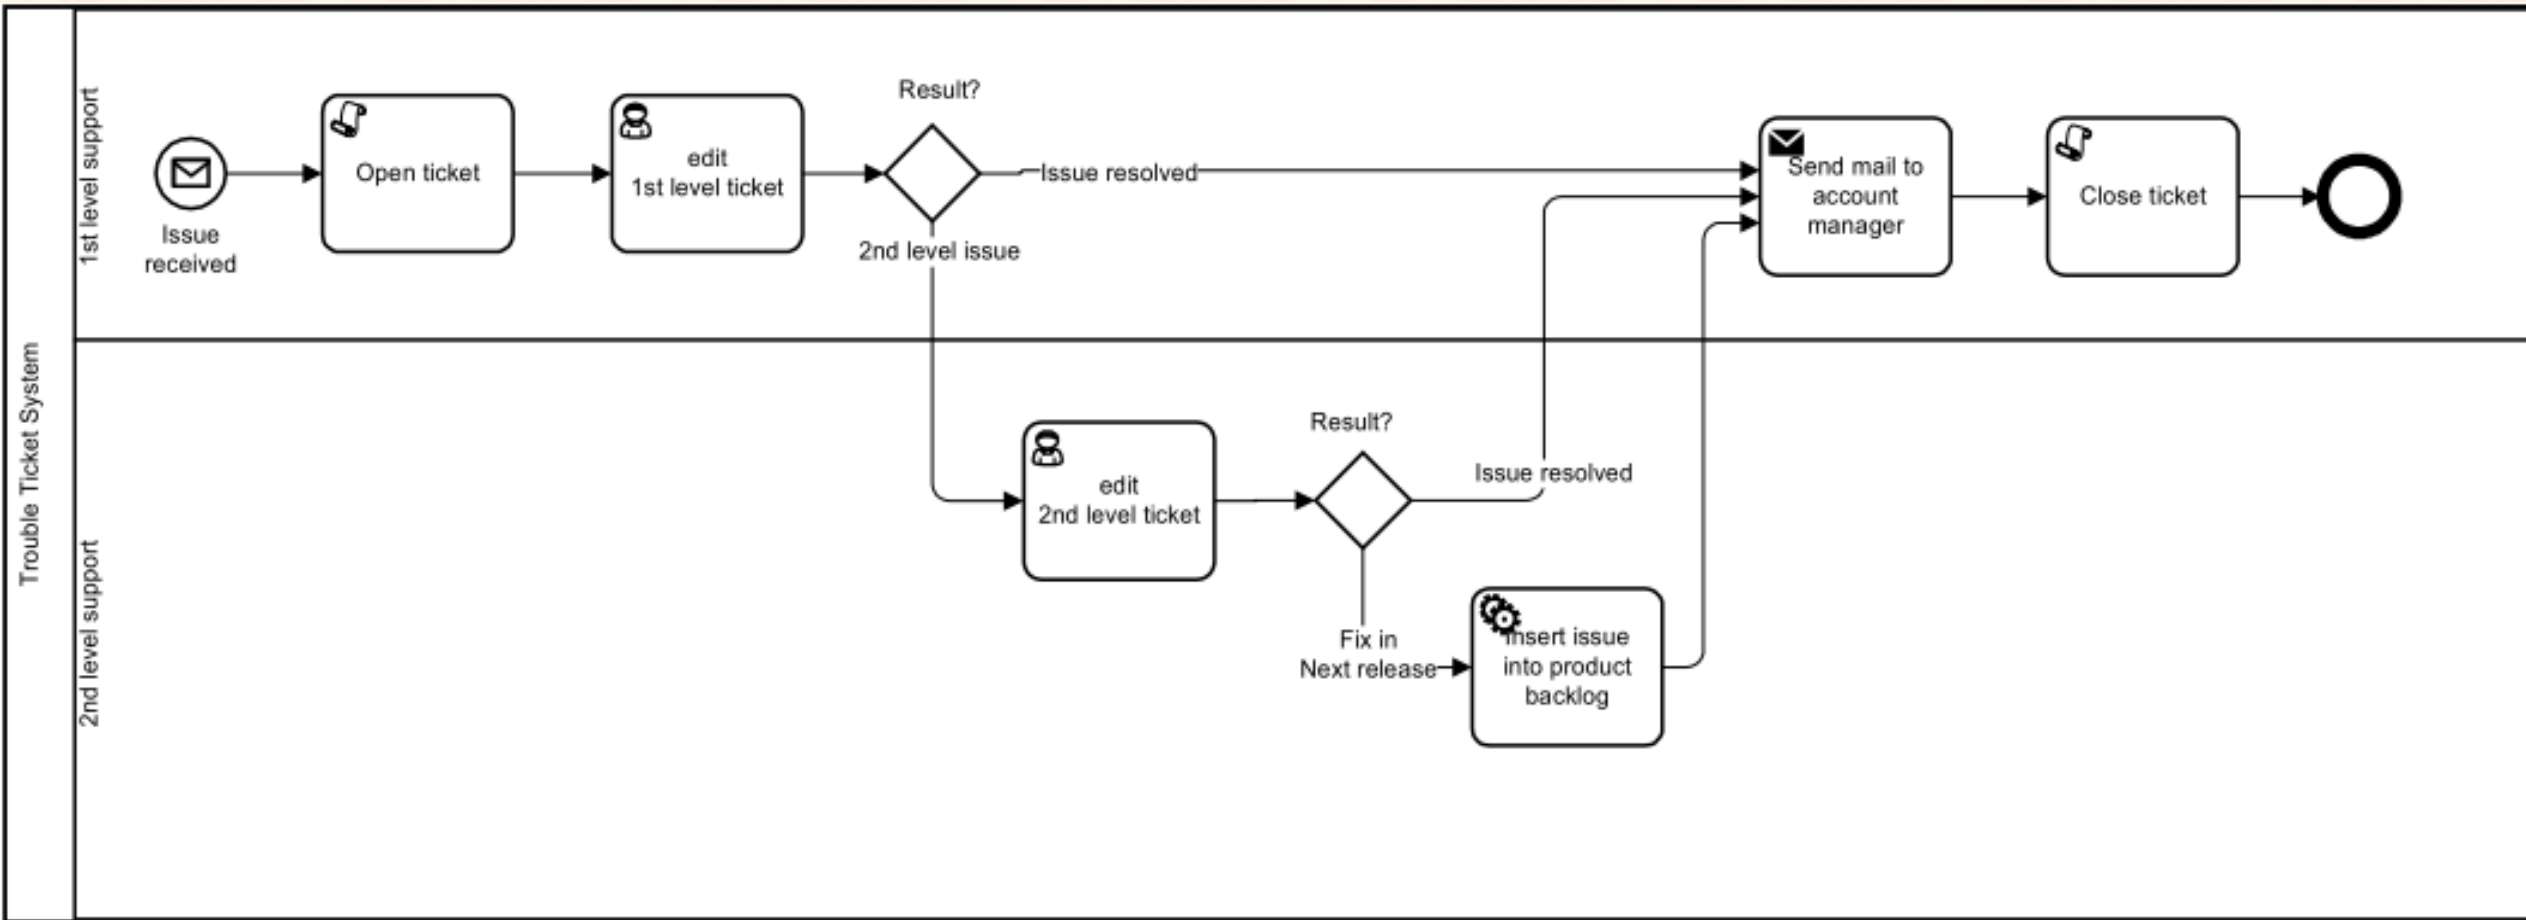 Trouble Ticket System
1st level support
Issue
received
Open ticket
edit
1st level ticket
Result?
Issue resolved
2nd level issue
Send mail to
account
manager
Close ticket
2nd level support
edit
2nd level ticket
Result?
Issue resolved
Fix in
Next release
Insert issue
into product
backlog